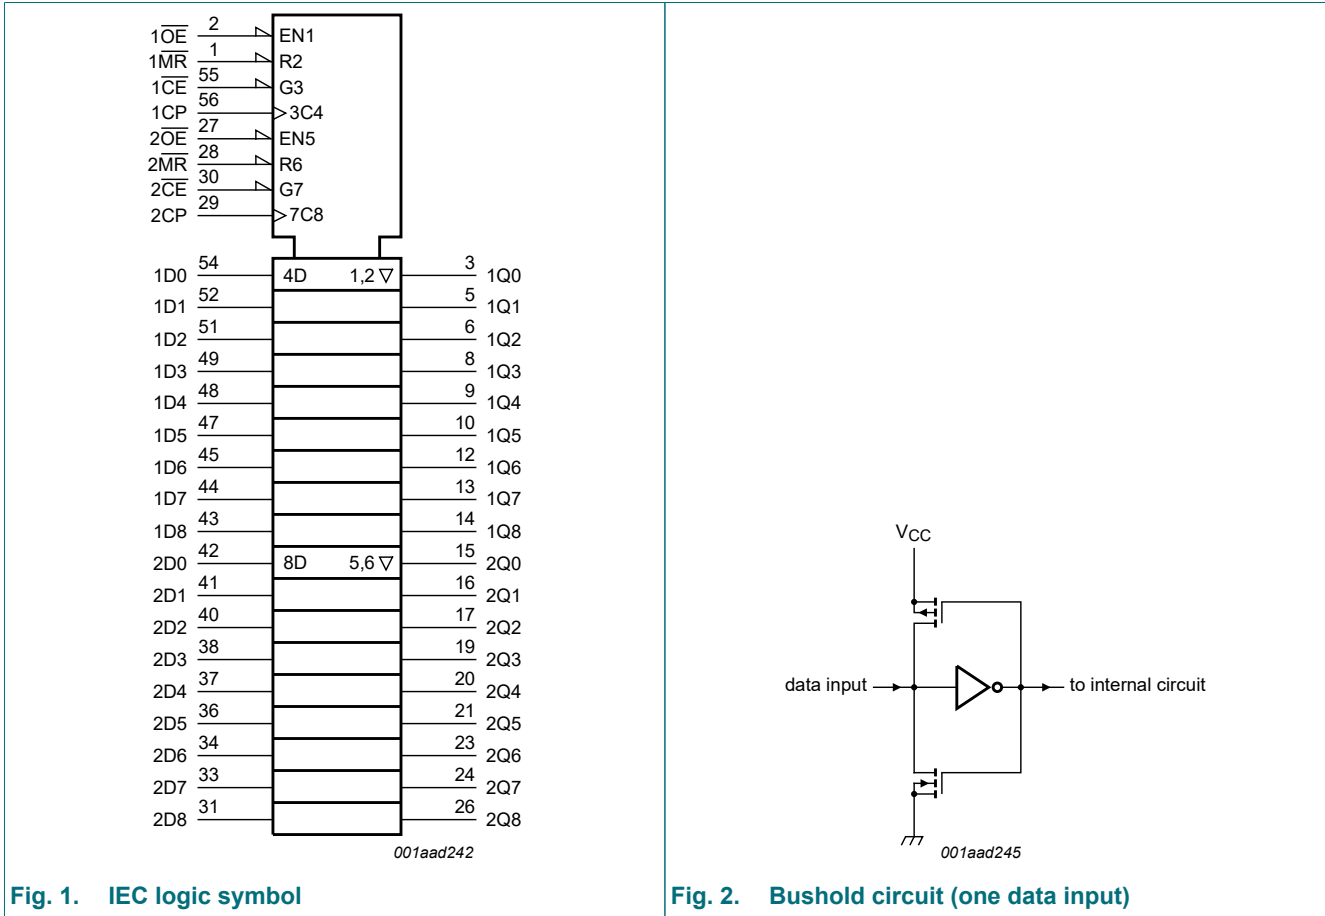 1O̅E̅ 2 EN1
1M̅R̅ 1 R2
1C̅E̅ 55 G3
1CP 56 3C4
2O̅E̅ 27 EN5
2M̅R̅ 28 R6
2C̅E̅ 30 G7
2CP 29 7C8
1D0 54 4D 1,2 ▽ 3 1Q0
1D1 52 5 1Q1
1D2 51 6 1Q2
1D3 49 8 1Q3
1D4 48 9 1Q4
1D5 47 10 1Q5
1D6 45 12 1Q6
1D7 44 13 1Q7
1D8 43 14 1Q8
2D0 42 8D 5,6 ▽ 15 2Q0
2D1 41 16 2Q1
2D2 40 17 2Q2
2D3 38 19 2Q3
2D4 37 20 2Q4
2D5 36 21 2Q5
2D6 34 23 2Q6
2D7 33 24 2Q7
2D8 31 26 2Q8
001aad242
Fig. 1. IEC logic symbol
VCC
data input to internal circuit
001aad245
Fig. 2. Bushold circuit (one data input)